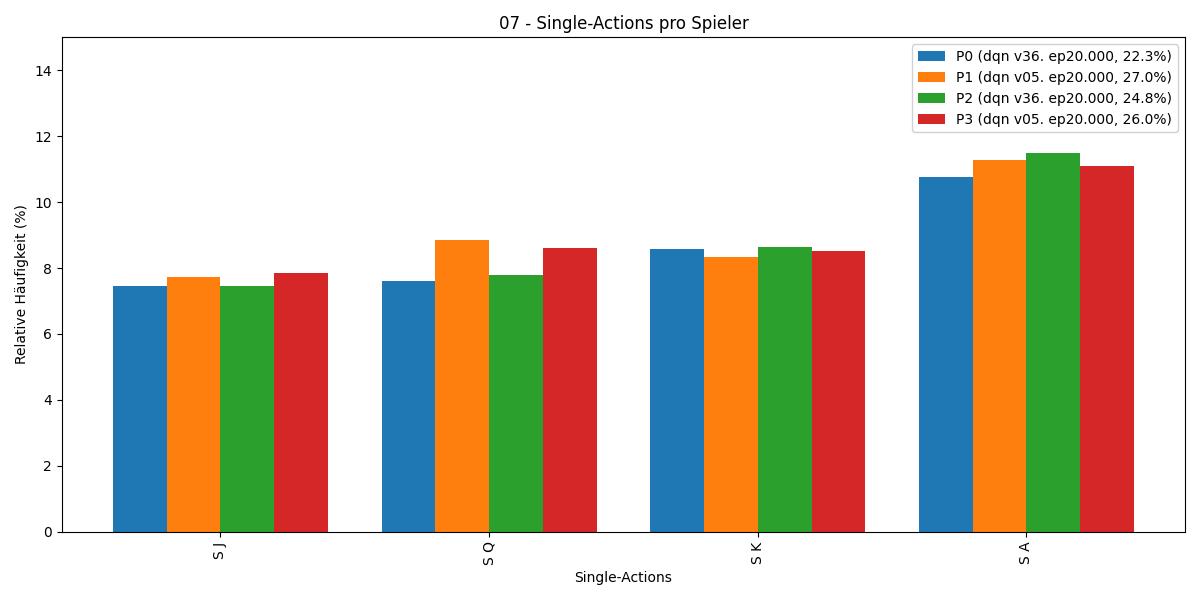 07 - Single-Actions pro Spieler
P0 (dqn v36. ep20.000, 22.3%)
P1 (dqn v05. ep20.000, 27.0%)
P2 (dqn v36. ep20.000, 24.8%)
P3 (dqn v05. ep20.000, 26.0%)
Relative Häufigkeit (%)
14
12
10
8
6
4
2
0
S J
S Q
S K
S A
Single-Actions